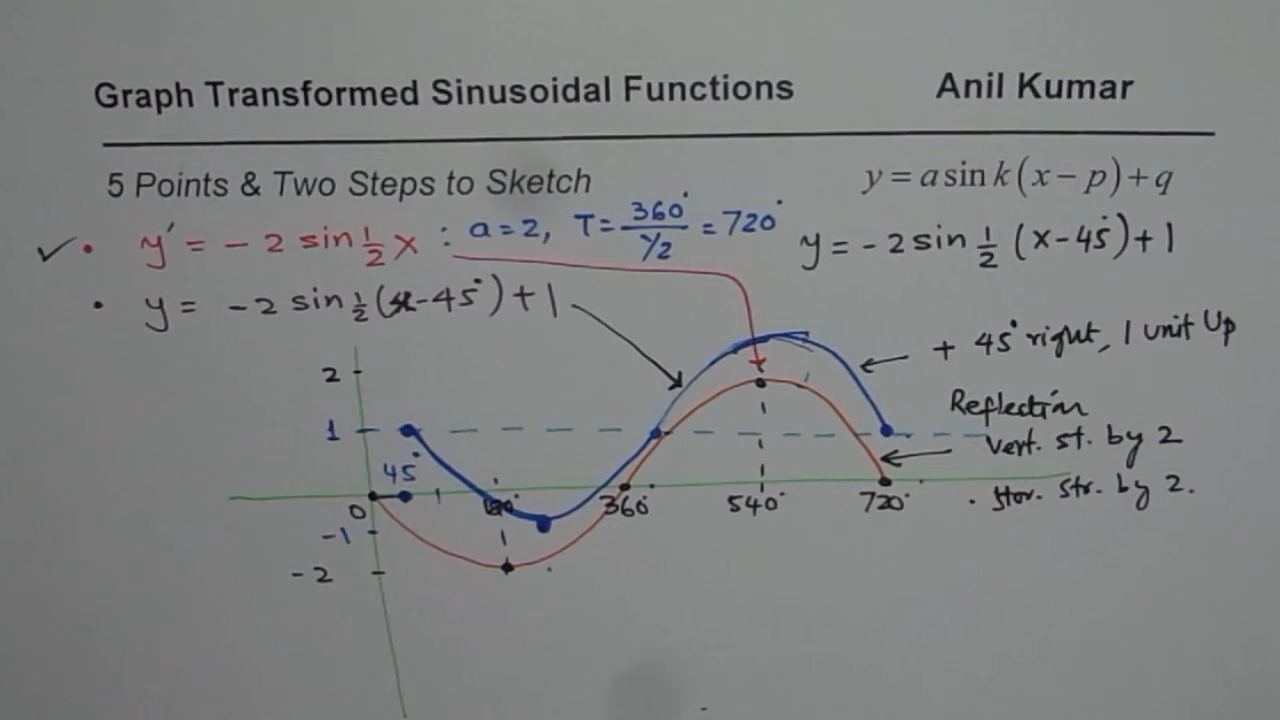 Graph Transformed Sinusoidal Functions Anil Kumar
5 Points & Two Steps to Sketch y = a sin k(x − p) + q
✓ • y' = - 2 sin ½ x : a = 2, T = 360°/½ = 720° y = - 2 sin ½ (x - 45°) + 1
• y = - 2 sin ½ (x - 45°) + 1
+ 45° right, 1 unit Up
2
Reflection
1
Vert. st. by 2
45°
0 360° 540° 720° . Hor. Str. by 2.
-1
-2